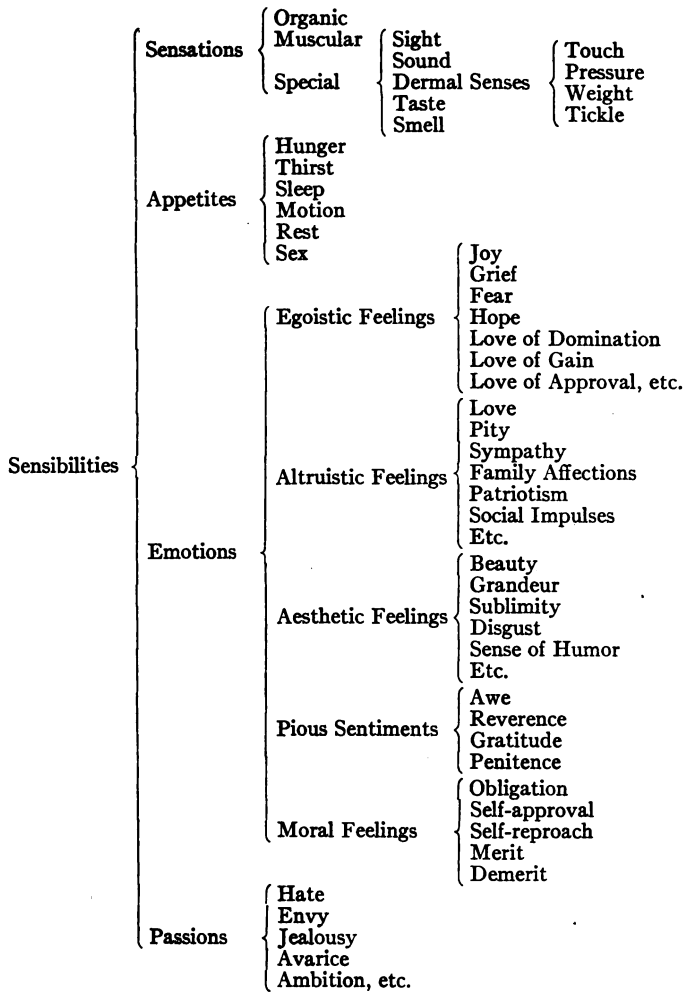 Sensibilities
Sensations
Organic
Muscular
Special
Sight
Sound
Dermal Senses
Taste
Smell
Touch
Pressure
Weight
Tickle
Appetites
Hunger
Thirst
Sleep
Motion
Rest
Sex
Emotions
Egoistic Feelings
Joy
Grief
Fear
Hope
Love of Domination
Love of Gain
Love of Approval, etc.
Altruistic Feelings
Love
Pity
Sympathy
Family Affections
Patriotism
Social Impulses
Etc.
Aesthetic Feelings
Beauty
Grandeur
Sublimity
Disgust
Sense of Humor
Etc.
Pious Sentiments
Awe
Reverence
Gratitude
Penitence
Moral Feelings
Obligation
Self-approval
Self-reproach
Merit
Demerit
Passions
Hate
Envy
Jealousy
Avarice
Ambition, etc.